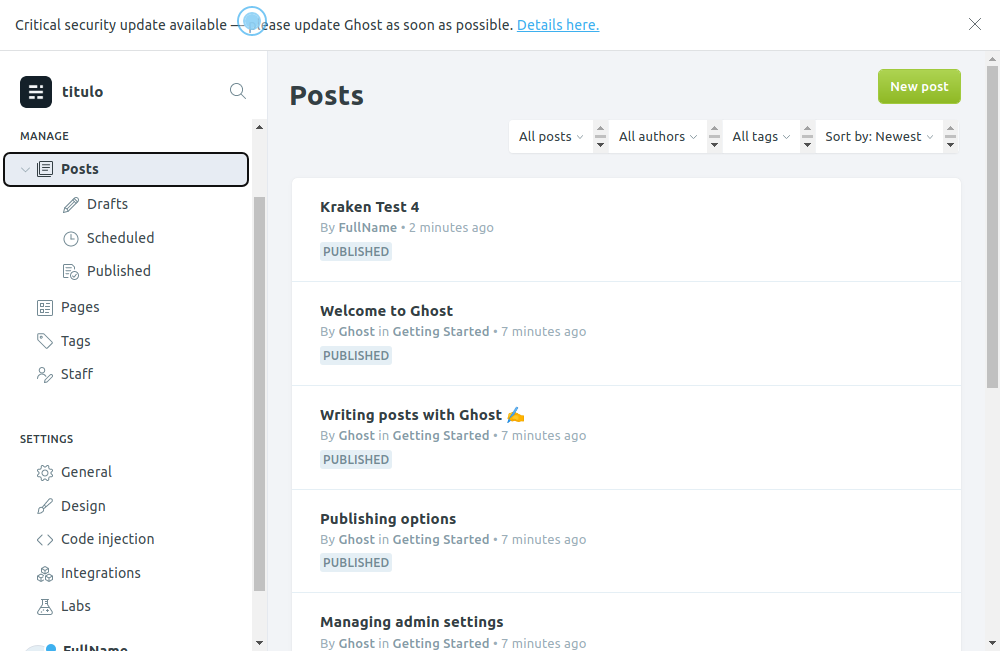 Critical security update available — please update Ghost as soon as possible. Details here.
titulo
MANAGE
Posts
Drafts
Scheduled
Published
Pages
Tags
Staff
SETTINGS
General
Design
Code injection
Integrations
Labs
FullName
Posts
New post
All posts
All authors
All tags
Sort by: Newest
Kraken Test 4
By FullName • 2 minutes ago
PUBLISHED
Welcome to Ghost
By Ghost in Getting Started • 7 minutes ago
PUBLISHED
Writing posts with Ghost ✍️
By Ghost in Getting Started • 7 minutes ago
PUBLISHED
Publishing options
By Ghost in Getting Started • 7 minutes ago
PUBLISHED
Managing admin settings
By Ghost in Getting Started • 7 minutes ago